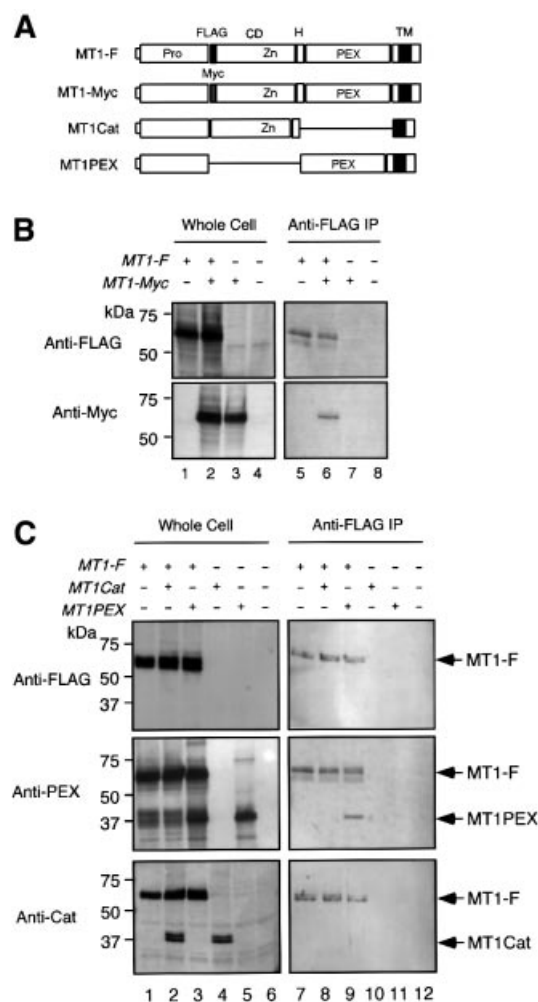 A
FLAG CD H TM
MT1-F Pro Zn PEX
Myc
MT1-Myc Zn PEX
MT1Cat Zn
MT1PEX PEX
B
Whole Cell Anti-FLAG IP
MT1-F + + - - + + - -
MT1-Myc - + + - - + + -
kDa 75
Anti-FLAG
50
75
Anti-Myc
50
1 2 3 4 5 6 7 8
C
Whole Cell Anti-FLAG IP
MT1-F + + + - - - + + + - - -
MT1Cat - + - + - - - + - + - -
MT1PEX - - + - + - - - + - + -
kDa
75
MT1-F
Anti-FLAG 50
37
75
MT1-F
Anti-PEX 50
37 MT1PEX
75
MT1-F
Anti-Cat 50
37 MT1Cat
1 2 3 4 5 6 7 8 9 10 11 12